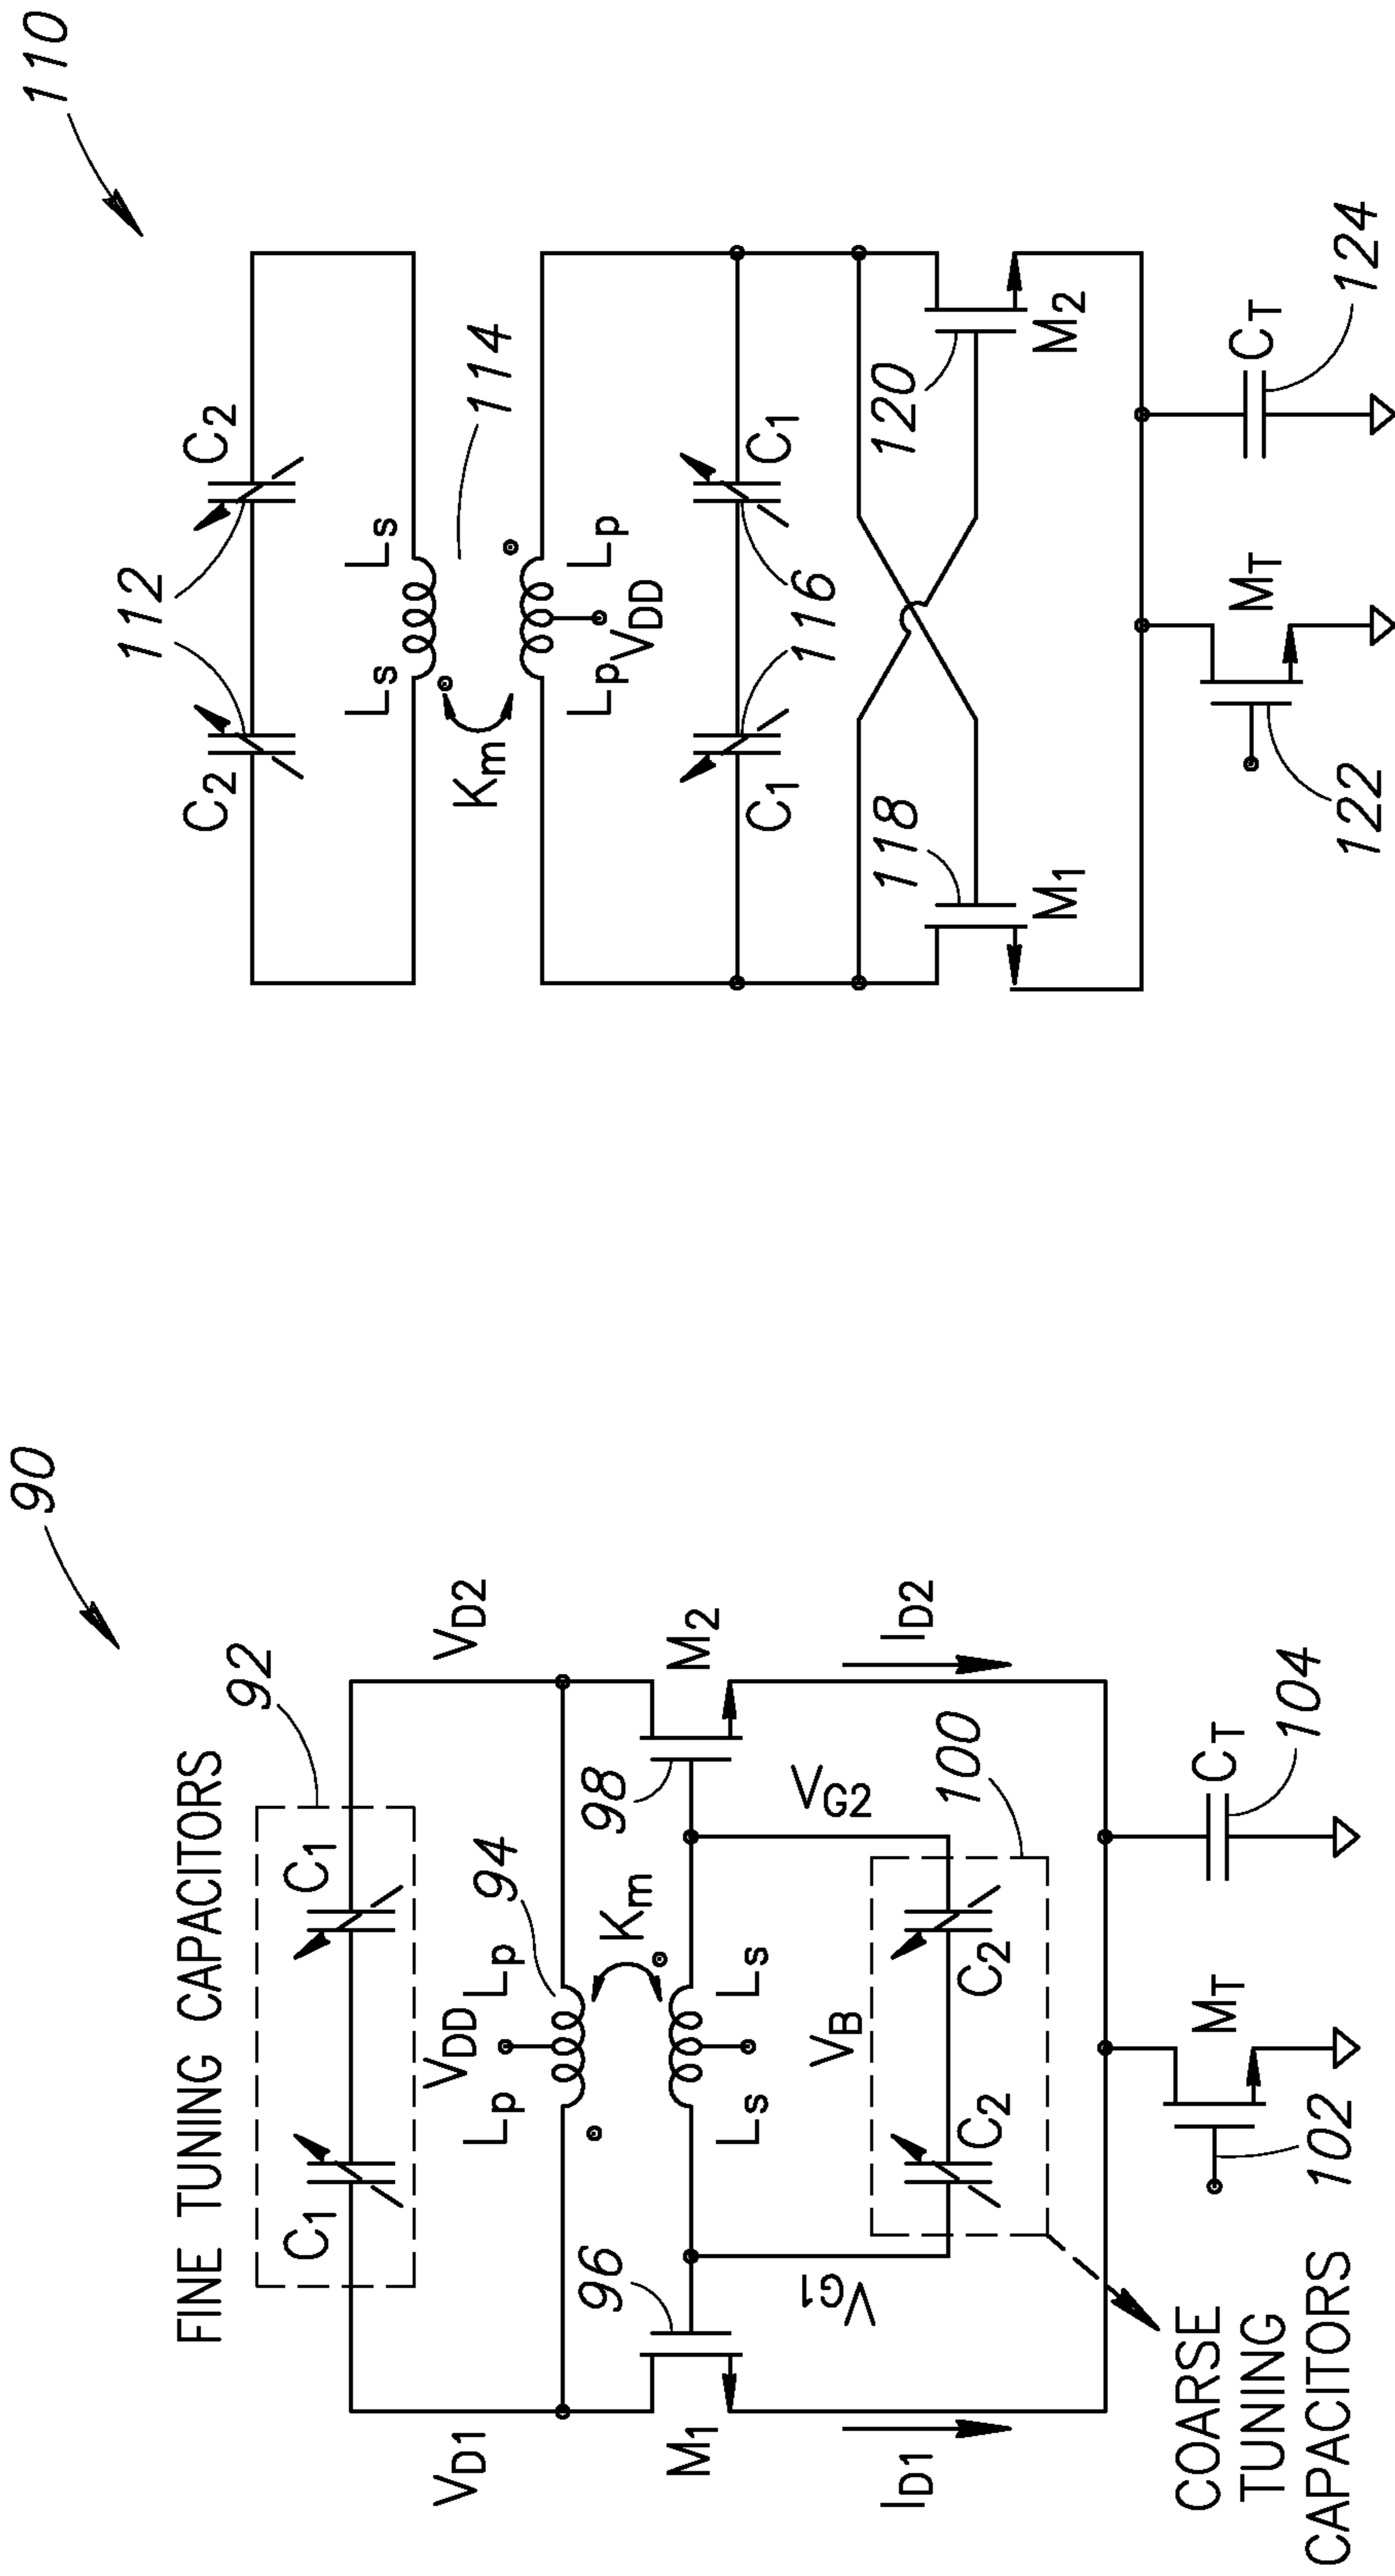 90
FINE TUNING CAPACITORS
92
C1
C1
VD1
VD2
VDD
Lp
Lp
94
Km
96
98
M1
M2
Ls
Ls
VG1
VG2
VB
ID1
ID2
C2
C2
100
COARSE
TUNING
CAPACITORS
MT
CT
102
104
110
112
C2
C2
Ls
Ls
114
Km
Lp
Lp
VDD
C1
C1
116
118
120
M1
M2
MT
CT
122
124